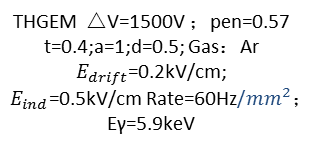 THGEM △V=1500V； pen=0.57
t=0.4;a=1;d=0.5; Gas：Ar
E_drift=0.2kV/cm;
E_ind=0.5kV/cm Rate=60Hz/mm²；
Eγ=5.9keV